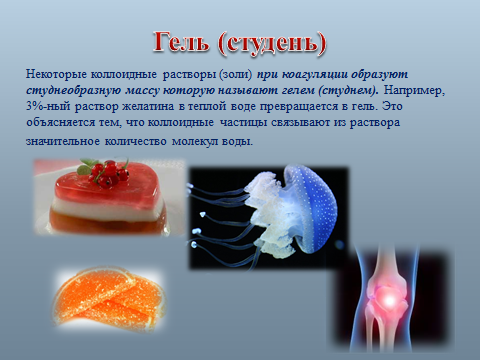 Гель (студень)
Некоторые коллоидные растворы (золи) при коагуляции образуют
студнеобразную массу которую называют гелем (студнем). Например,
3%-ный раствор желатина в теплой воде превращается в гель. Это
объясняется тем, что коллоидные частицы связывают из раствора
значительное количество молекул воды.